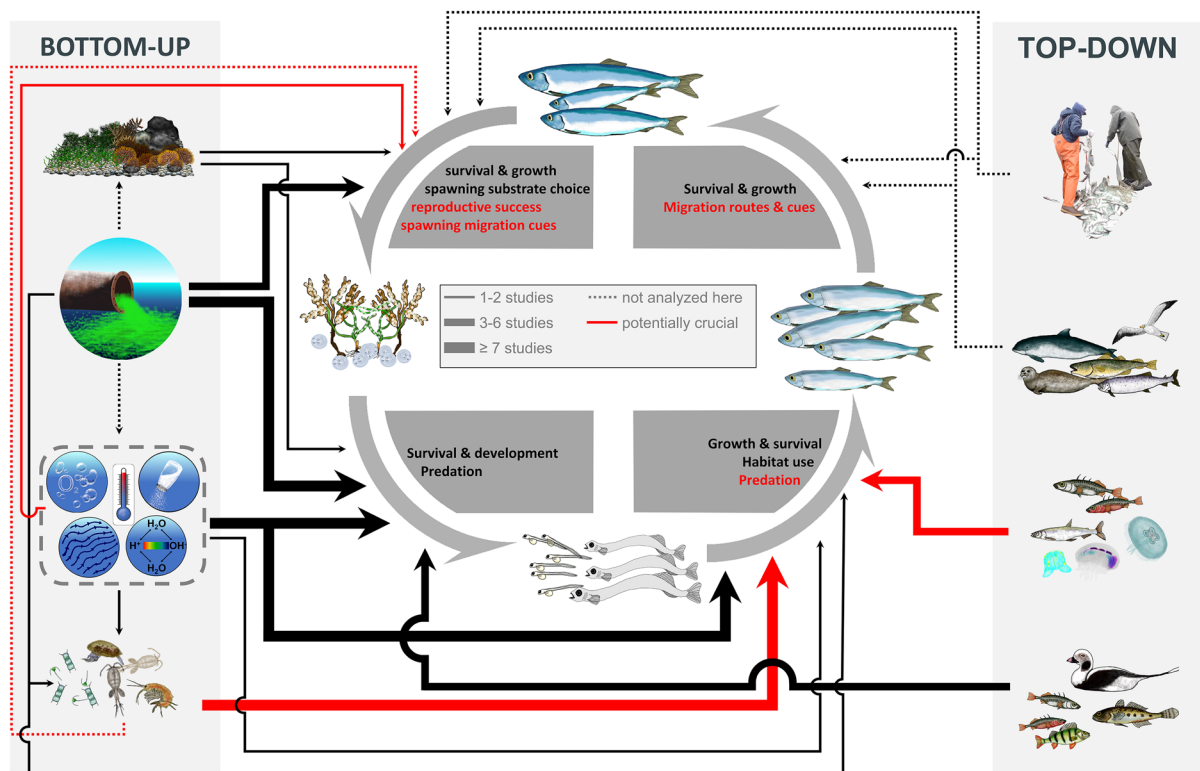 BOTTOM-UP
TOP-DOWN
survival & growth
spawning substrate choice
reproductive success
spawning migration cues
Survival & growth
Migration routes & cues
1-2 studies
not analyzed here
3-6 studies
potentially crucial
≥ 7 studies
Survival & development
Predation
Growth & survival
Habitat use
Predation
O₂
H₂O
H⁺ OH⁻
H₂O